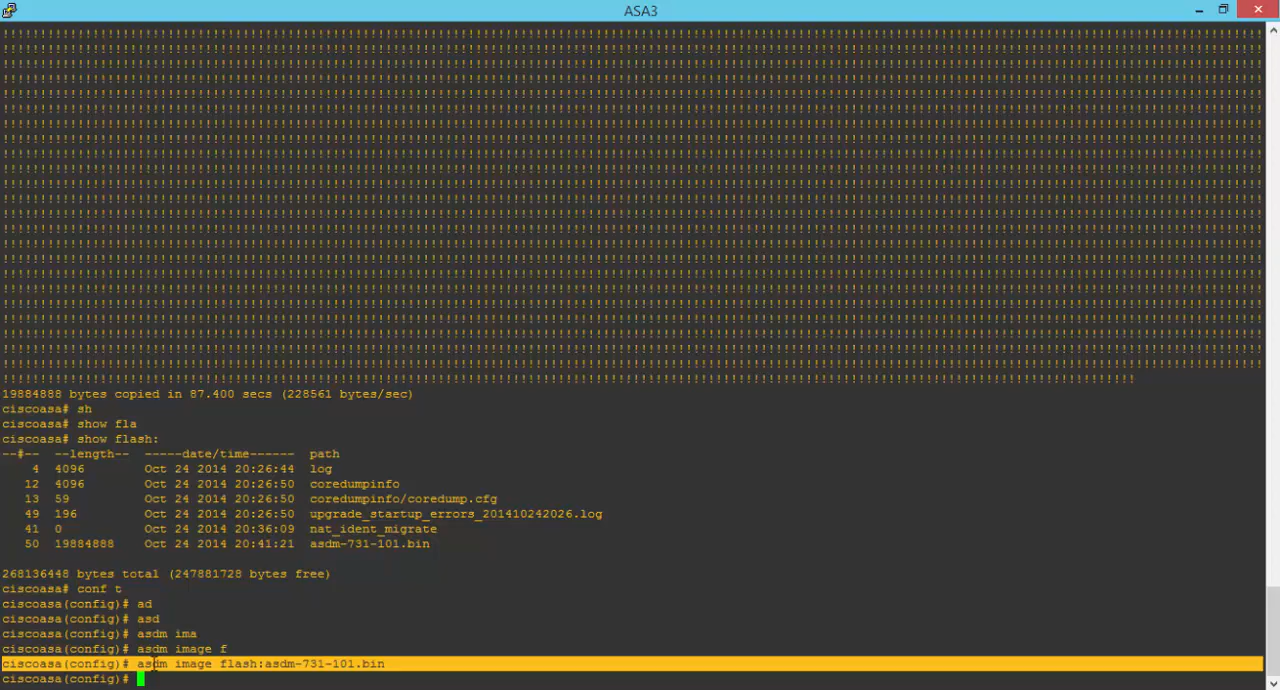 ASA3
19884888 bytes copied in 87.400 secs (228561 bytes/sec)
ciscoasa# sh
ciscoasa# show fla
ciscoasa# show flash:
--#-- --length-- -----date/time------ path
4 4096 Oct 24 2014 20:26:44 log
12 4096 Oct 24 2014 20:26:50 coredumpinfo
13 59 Oct 24 2014 20:26:50 coredumpinfo/coredump.cfg
49 196 Oct 24 2014 20:26:50 upgrade_startup_errors_201410242026.log
41 0 Oct 24 2014 20:36:09 nat_ident_migrate
50 19884888 Oct 24 2014 20:41:21 asdm-731-101.bin
268136448 bytes total (247881728 bytes free)
ciscoasa# conf t
ciscoasa(config)# ad
ciscoasa(config)# asd
ciscoasa(config)# asdm ima
ciscoasa(config)# asdm image f
ciscoasa(config)# asdm image flash:asdm-731-101.bin
ciscoasa(config)#